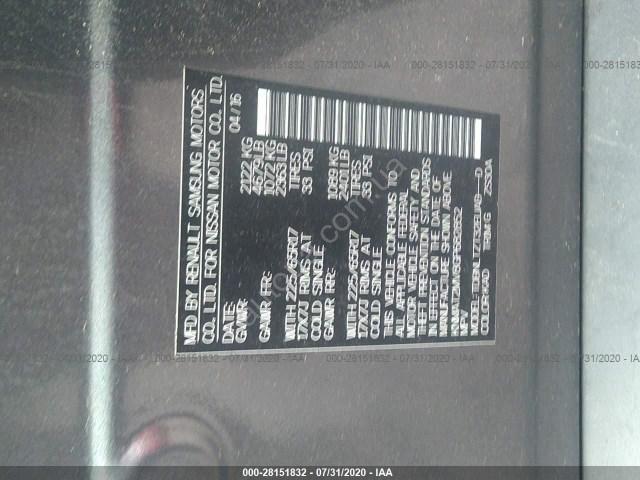 MFD BY RENAULT SAMSUNG MOTORS
CO. LTD. FOR NISSAN MOTOR CO. LTD.
DATE: 04/16
GVWR: 2122 KG
4679 LB
GAWR FR: 1072 KG
2363 LB
WITH 225/65R17 TIRES
17X7J RIMS AT 33 PSI
COLD SINGLE
GAWR RR: 1089 KG
2401 LB
WITH 225/65R17 TIRES
17X7J RIMS AT 33 PSI
COLD SINGLE
THIS VEHICLE CONFORMS TO
ALL APPLICABLE FEDERAL
MOTOR VEHICLE SAFETY AND
THEFT PREVENTION STANDARDS
IN EFFECT ON THE DATE OF
MANUFACTURE SHOWN ABOVE
MPV
COLOR:KAD TRIM:G
000-28151832 - 07/31/2020 - IAA